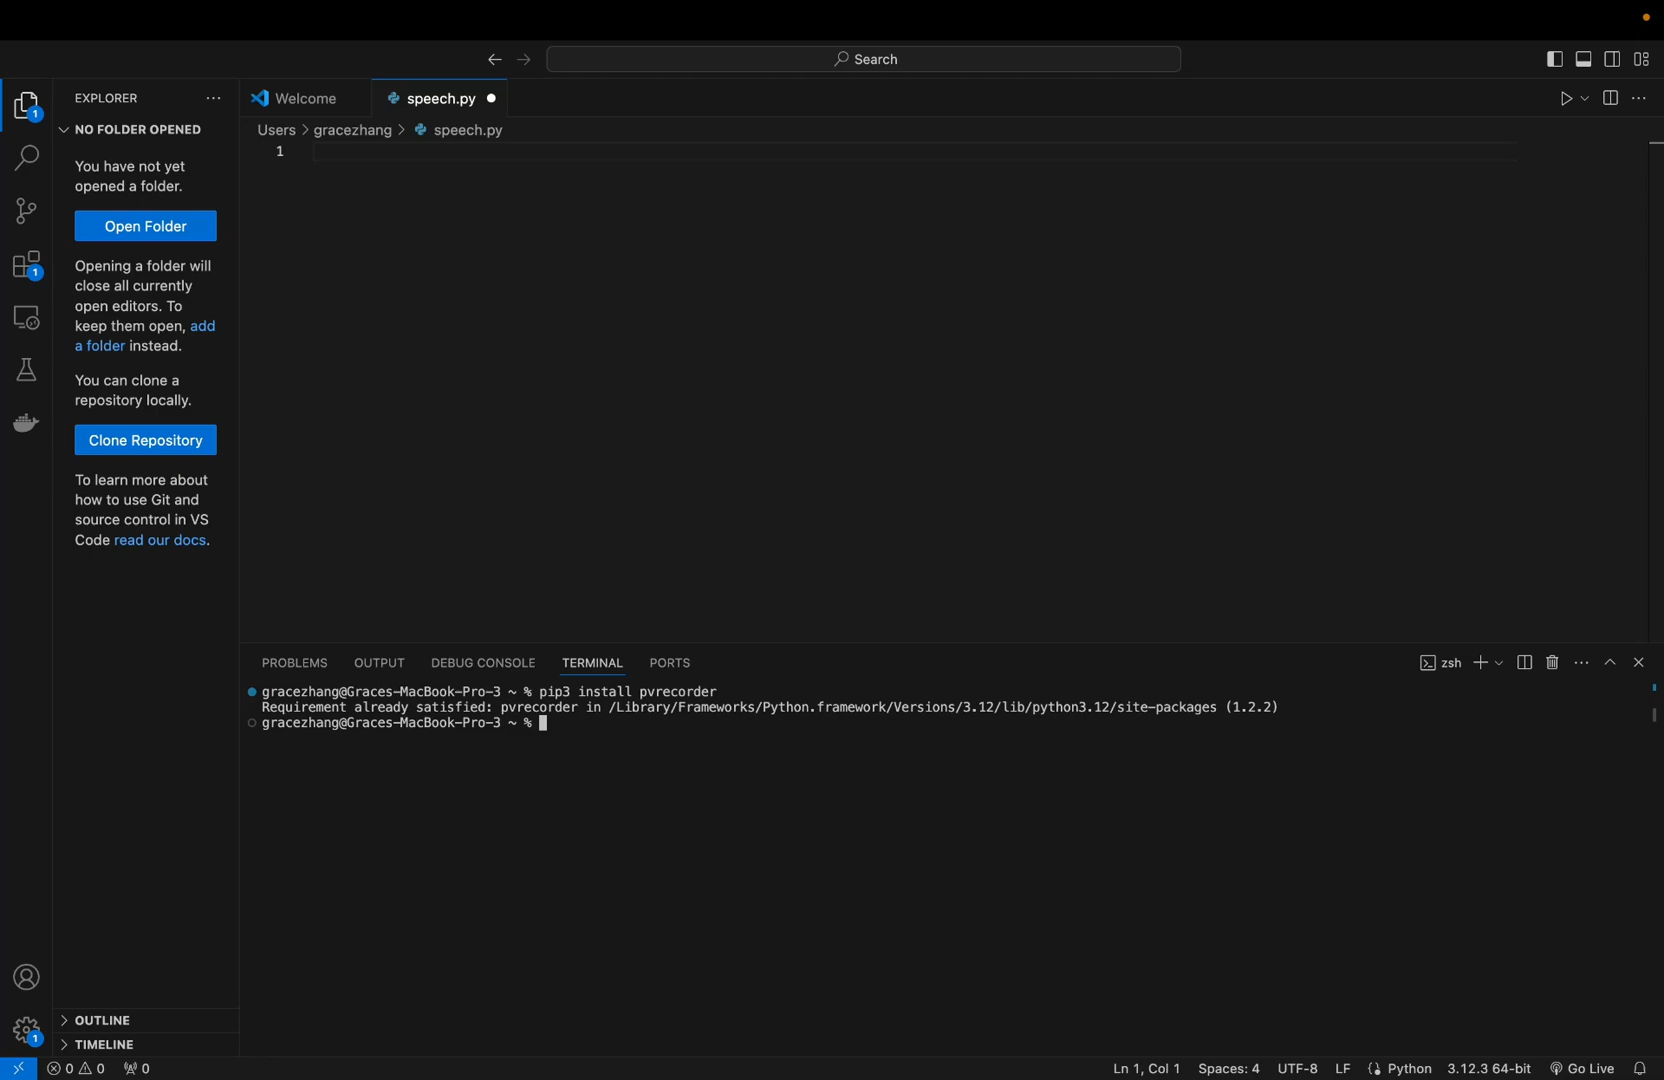 Search
EXPLORER
Welcome
speech.py
NO FOLDER OPENED
Users > gracezhang > speech.py
1
You have not yet
opened a folder.
Open Folder
Opening a folder will
close all currently
open editors. To
keep them open, add
a folder instead.
You can clone a
repository locally.
Clone Repository
To learn more about
how to use Git and
source control in VS
Code read our docs.
1
1
1
PROBLEMS OUTPUT DEBUG CONSOLE TERMINAL PORTS
zsh
gracezhang@Graces-MacBook-Pro-3 ~ % pip3 install pvrecorder
Requirement already satisfied: pvrecorder in /Library/Frameworks/Python.framework/Versions/3.12/lib/python3.12/site-packages (1.2.2)
gracezhang@Graces-MacBook-Pro-3 ~ %
OUTLINE
TIMELINE
0 0 0
Ln 1, Col 1 Spaces: 4 UTF-8 LF Python 3.12.3 64-bit Go Live